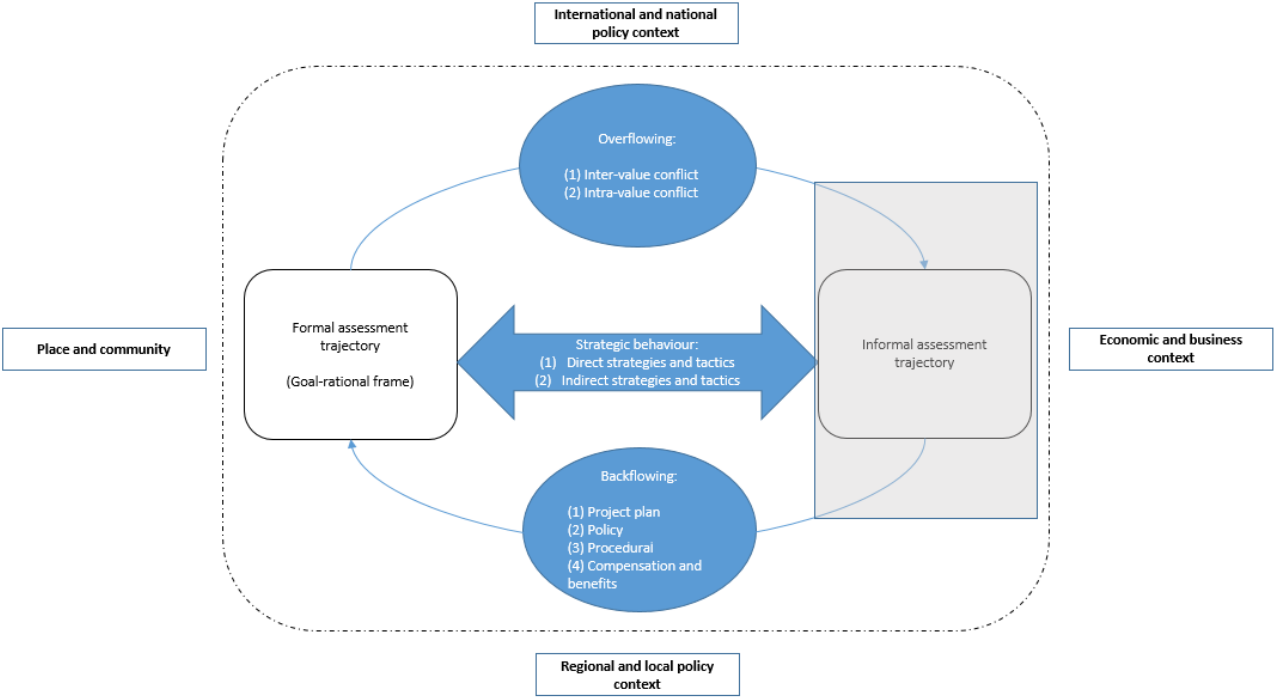 International and national
policy context
Overflowing:
(1) Inter-value conflict
(2) Intra-value conflict
Place and community
Formal assessment
trajectory
(Goal-rational frame)
Strategic behaviour:
(1) Direct strategies and tactics
(2) Indirect strategies and tactics
Informal assessment
trajectory
Economic and business
context
Backflowing:
(1) Project plan
(2) Policy
(3) Procedural
(4) Compensation and
benefits
Regional and local policy
context